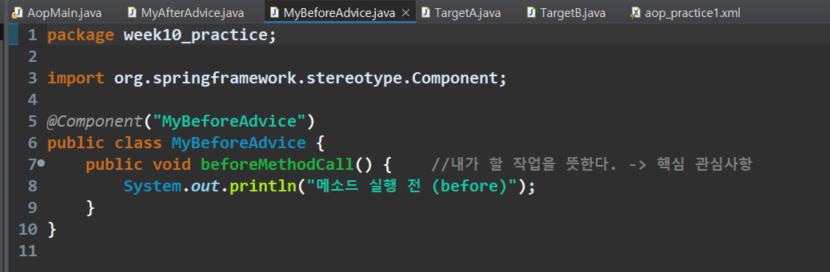 AopMain.java MyAfterAdvice.java MyBeforeAdvice.java × TargetA.java TargetB.java aop_practice1.xml
1 package week10_practice;
2
3 import org.springframework.stereotype.Component;
4
5 @Component("MyBeforeAdvice")
6 public class MyBeforeAdvice {
7 public void beforeMethodCall() { //내가 할 작업을 뜻한다. -> 핵심 관심사항
8 System.out.println("메소드 실행 전 (before)");
9 }
10 }
11